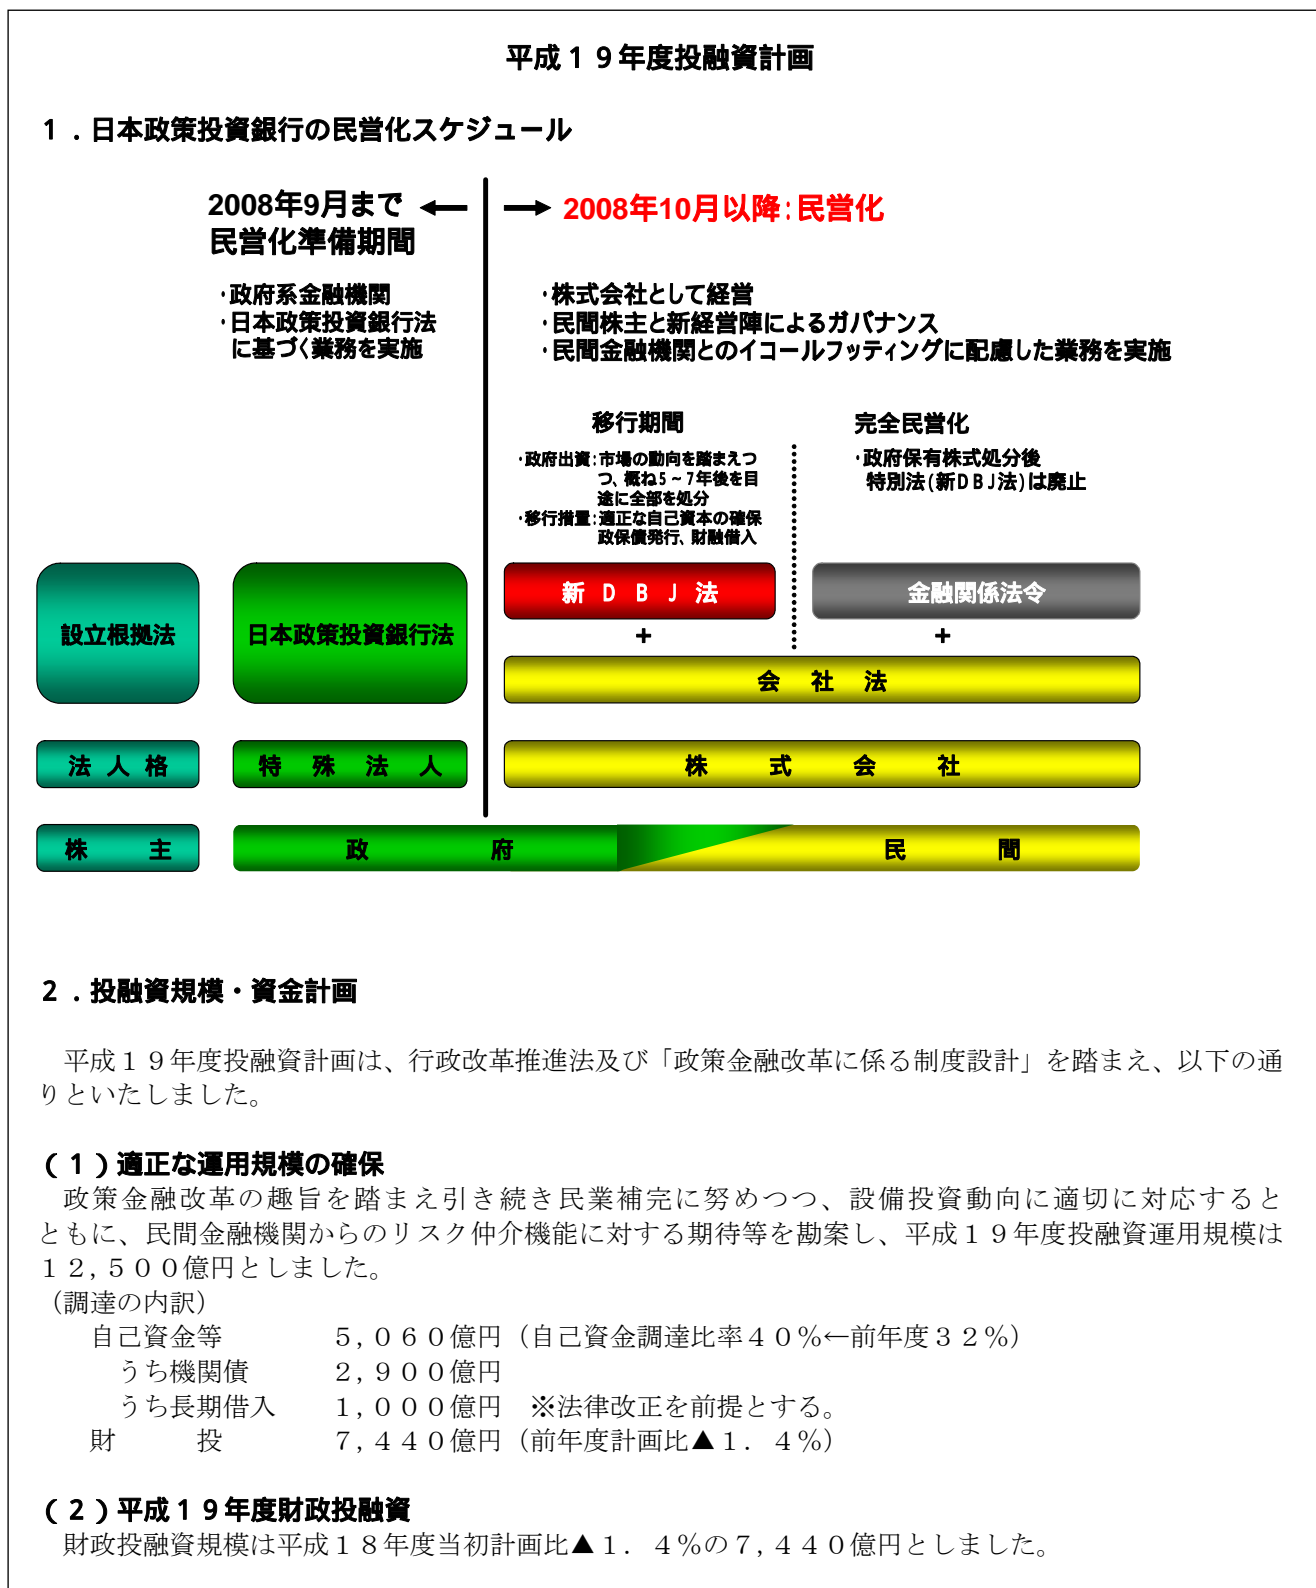 平成１９年度投融資計画
１．日本政策投資銀行の民営化スケジュール
2008年9月まで
民営化準備期間
2008年10月以降：民営化
・政府系金融機関
・日本政策投資銀行法
に基づく業務を実施
・株式会社として経営
・民間株主と新経営陣によるガバナンス
・民間金融機関とのイコールフッティングに配慮した業務を実施
移行期間
・政府出資：市場の動向を踏まえつ
つ、概ね５～７年後を目
途に全部を処分
・移行措置：適正な自己資本の確保
政保債発行、財融借入
完全民営化
・政府保有株式処分後
特別法（新ＤＢＪ法）は廃止
設立根拠法
日本政策投資銀行法
新ＤＢＪ法
金融関係法令
+
+
会社法
法人格
特殊法人
株式会社
株主
政府
民間
２．投融資規模・資金計画
平成１９年度投融資計画は、行政改革推進法及び「政策金融改革に係る制度設計」を踏まえ、以下の通
りといたしました。
（１）適正な運用規模の確保
政策金融改革の趣旨を踏まえ引き続き民業補完に努めつつ、設備投資動向に適切に対応すると
ともに、民間金融機関からのリスク仲介機能に対する期待等を勘案し、平成１９年度投融資運用規模は
１２，５００億円としました。
（調達の内訳）
自己資金等　５，０６０億円（自己資金調達比率４０％←前年度３２％）
うち機関債　２，９００億円
うち長期借入　１，０００億円　※法律改正を前提とする。
財　投　７，４４０億円（前年度計画比▲１．４％）
（２）平成１９年度財政投融資
財政投融資規模は平成１８年度当初計画比▲１．４％の７，４４０億円としました。